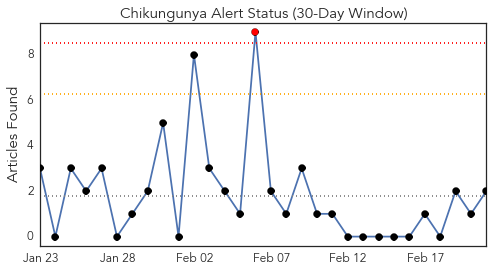 Chikungunya Alert Status (30-Day Window)
Articles Found
8
6
4
2
0
Jan 23 Jan 28 Feb 02 Feb 07 Feb 12 Feb 17